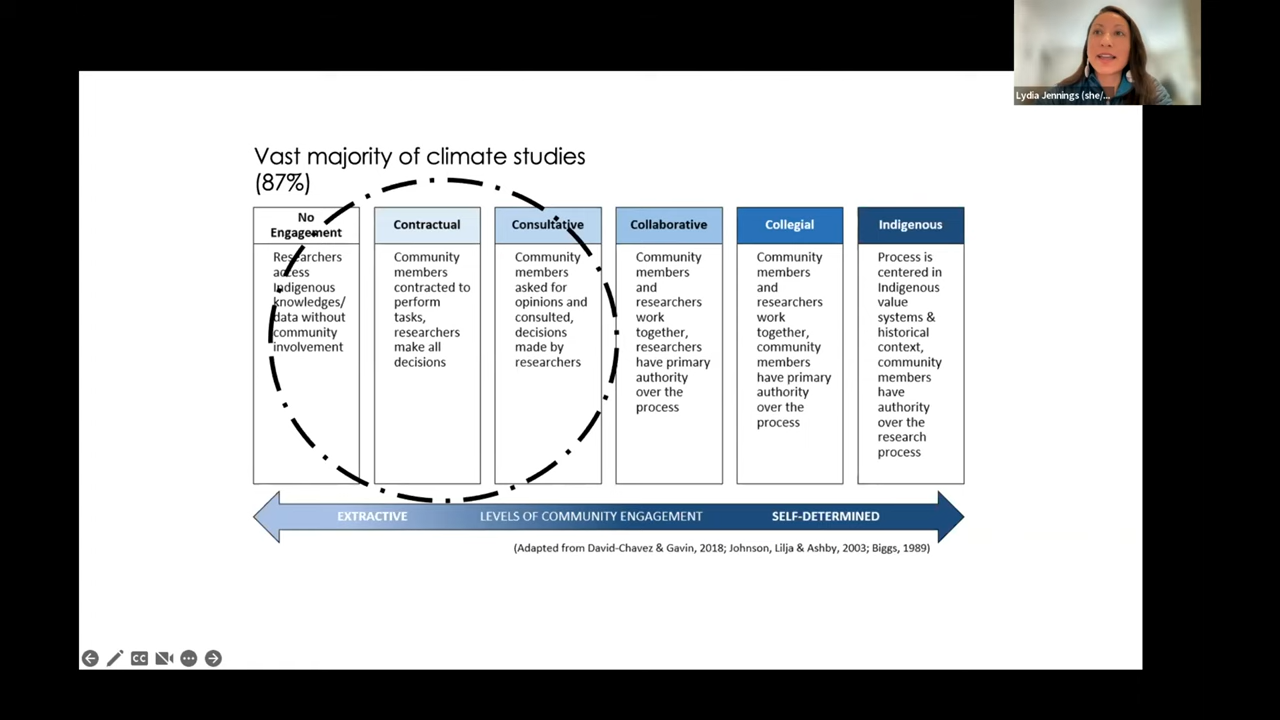 Lydia Jennings (she/...
Vast majority of climate studies
(87%)
No
Engagement
Researchers
access
Indigenous
knowledges/
data without
community
involvement
Contractual
Community
members
contracted to
perform
tasks,
researchers
make all
decisions
Consultative
Community
members
asked for
opinions and
consulted,
decisions
made by
researchers
Collaborative
Community
members
and
researchers
work
together,
researchers
have primary
authority
over the
process
Collegial
Community
members
and
researchers
work
together,
community
members
have primary
authority
over the
process
Indigenous
Process is
centered in
Indigenous
value
systems &
historical
context,
community
members
have
authority
over the
research
process
EXTRACTIVE LEVELS OF COMMUNITY ENGAGEMENT SELF-DETERMINED
(Adapted from David-Chavez & Gavin, 2018; Johnson, Lilja & Ashby, 2003; Biggs, 1989)
CC